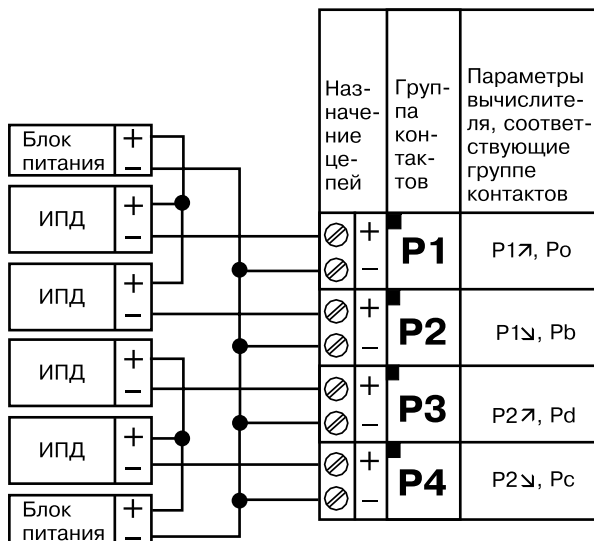 Наз-
наче-
ние
це-
пей
Груп-
па
кон-
так-
тов
Параметры
вычислите-
ля, соответ-
ствующие
группе
контактов
Блок
питания
+
–
ИПД
+
–
ИПД
+
–
ИПД
+
–
ИПД
+
–
Блок
питания
+
–
+
–
P1
P1↗, Po
+
–
P2
P1↘, Pb
+
–
P3
P2↗, Pd
+
–
P4
P2↘, Pc